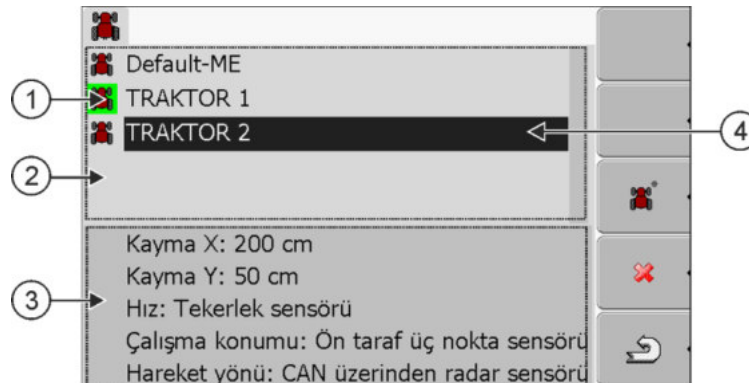 Default-ME
1
TRAKTOR 1
TRAKTOR 2
4
2
Kayma X: 200 cm
Kayma Y: 50 cm
3
Hız: Tekerlek sensörü
Çalışma konumu: Ön taraf üç nokta sensörü
Hareket yönü: CAN üzerinden radar sensörü